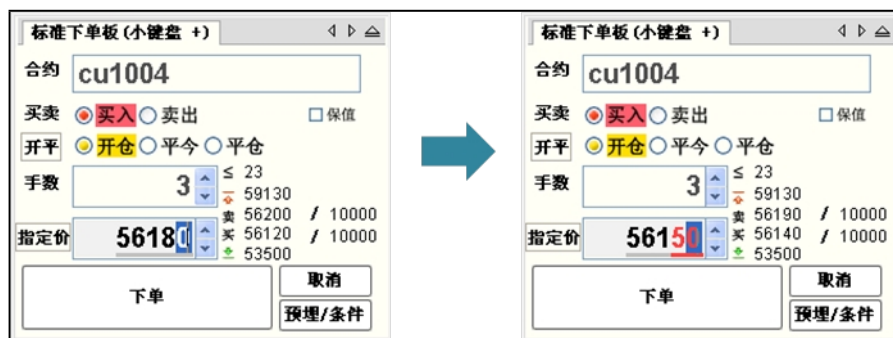 标准下单板(小键盘 +)
合约 cu1004
买卖 买入 卖出 保值
开平 开仓 平今 平仓
手数 3 ≤ 23
59130
卖 56200 / 10000
指定价 56180 买 56120 / 10000
53500
下单 取消
预埋/条件
标准下单板(小键盘 +)
合约 cu1004
买卖 买入 卖出 保值
开平 开仓 平今 平仓
手数 3 ≤ 23
59130
卖 56190 / 10000
指定价 56150 买 56140 / 10000
53500
下单 取消
预埋/条件